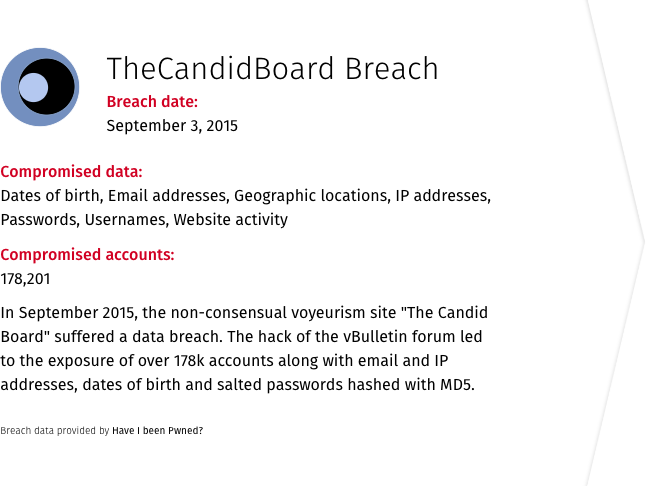 TheCandidBoard Breach
Breach date:
September 3, 2015
Compromised data:
Dates of birth, Email addresses, Geographic locations, IP addresses,
Passwords, Usernames, Website activity
Compromised accounts:
178,201
In September 2015, the non-consensual voyeurism site "The Candid
Board" suffered a data breach. The hack of the vBulletin forum led
to the exposure of over 178k accounts along with email and IP
addresses, dates of birth and salted passwords hashed with MD5.
Breach data provided by Have I been Pwned?